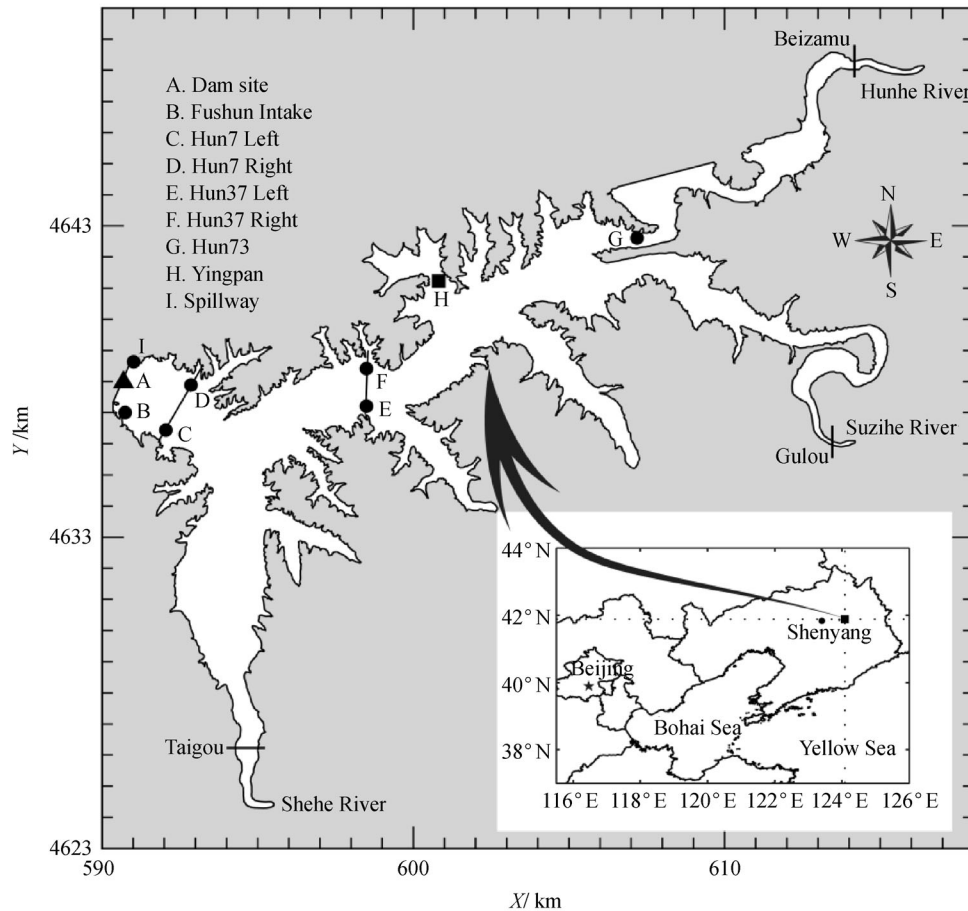 Beizamu
Hunhe River
A. Dam site
B. Fushun Intake
C. Hun7 Left
D. Hun7 Right
E. Hun37 Left
F. Hun37 Right
G. Hun73
H. Yingpan
I. Spillway
N
W E
S
4643
G
H
I
A
D
F
B
E
C
Suzihe River
Gulou
Y/km
4633
44° N
42° N
Shenyang
Beijing
40° N
Bohai Sea
38° N
Yellow Sea
116° E 118° E 120° E 122° E 124° E 126° E
Taigou
Shehe River
4623
590 600 610
X/ km